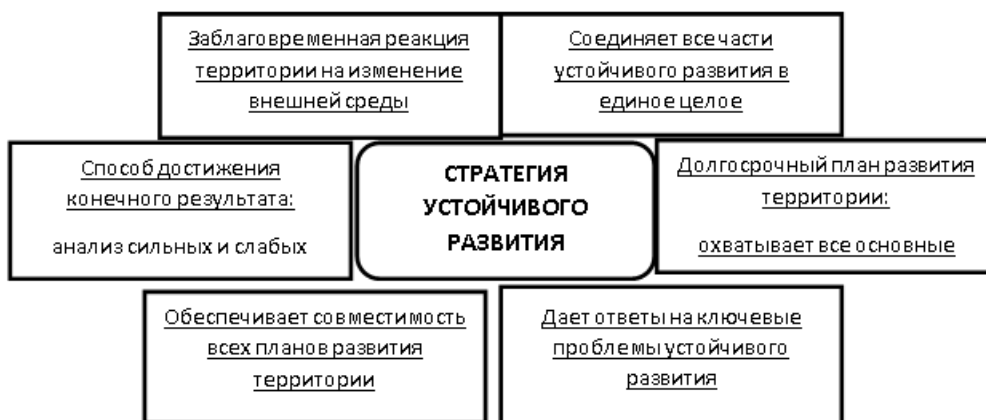 Заблаговременная реакция
территории на изменение
внешней среды
Соединяет все части
устойчивого развития в
единое целое
Способ достижения
конечного результата:
анализ сильных и слабых
СТРАТЕГИЯ
УСТОЙЧИВОГО
РАЗВИТИЯ
Долгосрочный план развития
территории:
охватывает все основные
Обеспечивает совместимость
всех планов развития
территории
Дает ответы на ключевые
проблемы устойчивого
развития